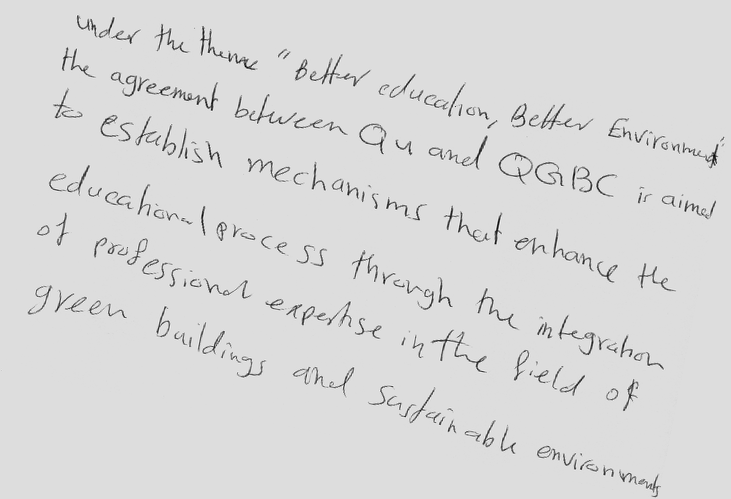 under the theme "Better education, Better Environment"
the agreement between Qu and QGBC is aimed
to establish mechanisms that enhance the
educational process through the integration
of professional expertise in the field of
green buildings and sustainable environments